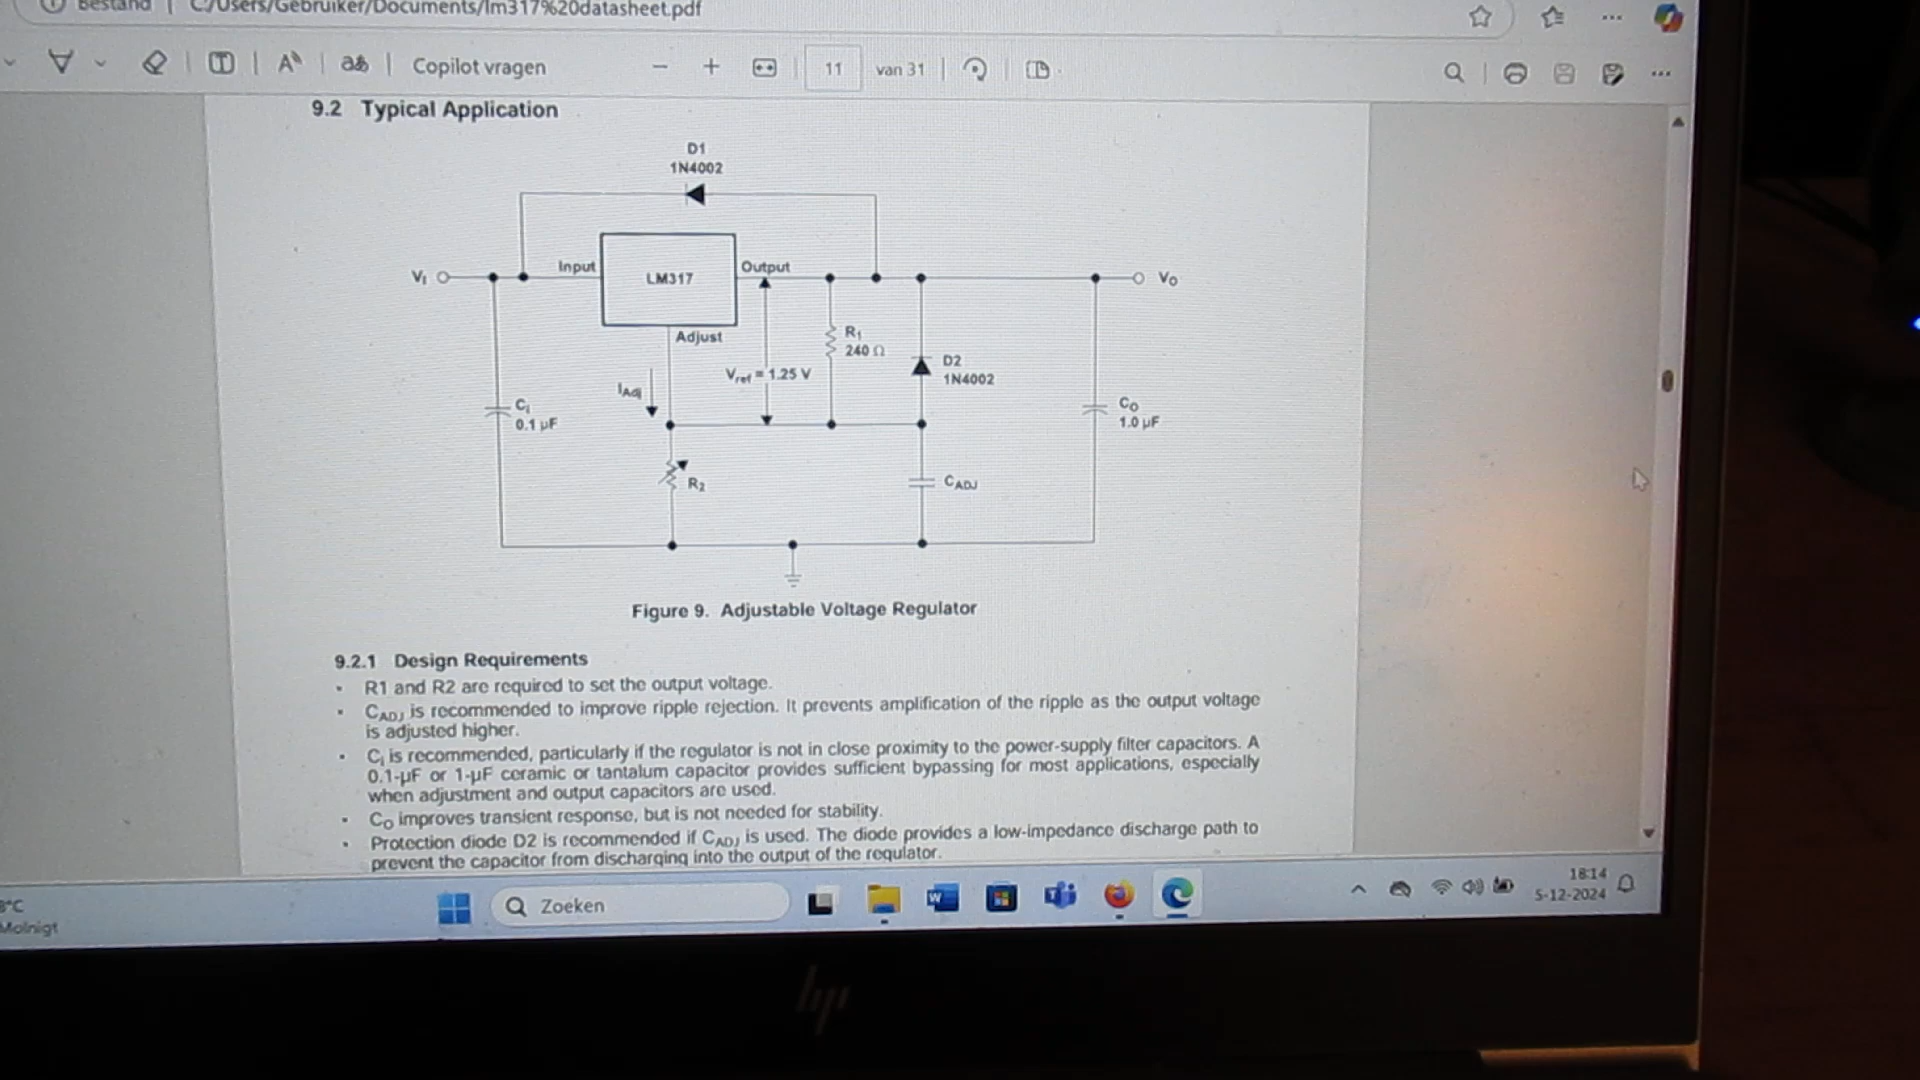 Bestand | C:/Users/Gebruiker/Documents/lm317%20datasheet.pdf
Copilot vragen
11 van 31
9.2 Typical Application
D1
1N4002
VI
Input
LM317
Output
VO
Adjust
R1
240 Ω
Vref = 1.25 V
D2
1N4002
IAdj
Ci
0.1 µF
CO
1.0 µF
R2
CADJ
Figure 9. Adjustable Voltage Regulator
9.2.1 Design Requirements
• R1 and R2 are required to set the output voltage.
• CADJ is recommended to improve ripple rejection. It prevents amplification of the ripple as the output voltage
is adjusted higher.
• Ci is recommended, particularly if the regulator is not in close proximity to the power-supply filter capacitors. A
0.1-µF or 1-µF ceramic or tantalum capacitor provides sufficient bypassing for most applications, especially
when adjustment and output capacitors are used.
• CO improves transient response, but is not needed for stability.
• Protection diode D2 is recommended if CADJ is used. The diode provides a low-impedance discharge path to
prevent the capacitor from discharging into the output of the regulator.
Zoeken
18:14
5-12-2024
hp